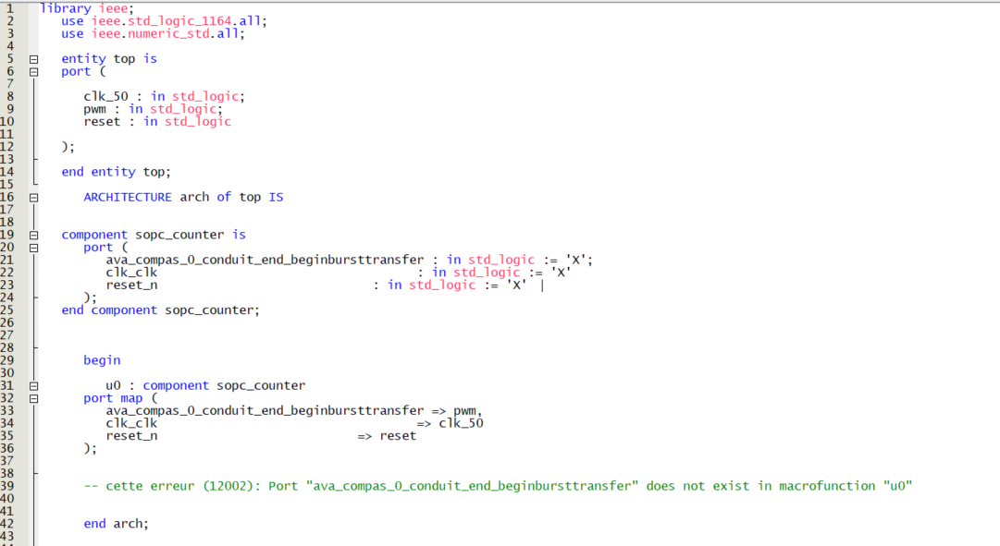 1 library ieee;
2 use ieee.std_logic_1164.all;
3 use ieee.numeric_std.all;
4
5 entity top is
6 port (
7
8 clk_50 : in std_logic;
9 pwm : in std_logic;
10 reset : in std_logic
11
12 );
13
14 end entity top;
15
16 ARCHITECTURE arch of top IS
17
18
19 component sopc_counter is
20 port (
21 ava_compas_0_conduit_end_beginbursttransfer : in std_logic := 'X';
22 clk_clk : in std_logic := 'X'
23 reset_n : in std_logic := 'X'
24 );
25 end component sopc_counter;
26
27
28
29 begin
30
31 u0 : component sopc_counter
32 port map (
33 ava_compas_0_conduit_end_beginbursttransfer => pwm,
34 clk_clk => clk_50
35 reset_n => reset
36 );
37
38
39 -- cette erreur (12002): Port "ava_compas_0_conduit_end_beginbursttransfer" does not exist in macrofunction "u0"
40
41
42 end arch;
43